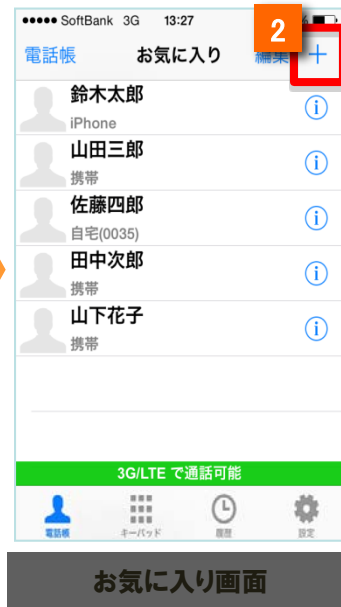 ●●●●● SoftBank 3G 13:27 %
2
電話帳 お気に入り 編集 +
鈴木太郎
iPhone
山田三郎
携帯
佐藤四郎
自宅(0035)
田中次郎
携帯
山下花子
携帯
3G/LTE で通話可能
電話帳 キーパッド 履歴 設定
お気に入り画面